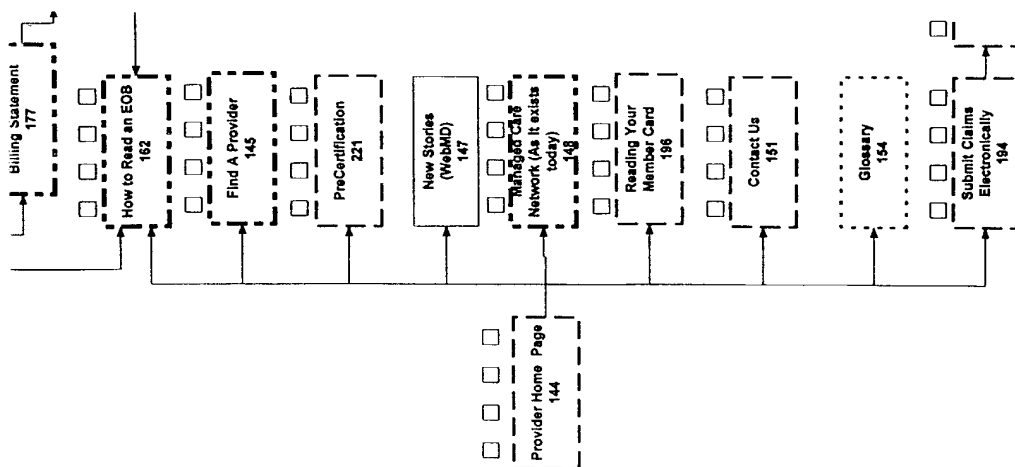 Billing Statement
177
How to Read an EOB
162
Find A Provider
145
PreCertification
221
New Stories
(WebMD)
147
Managed Care
Network (As It exists
today)
148
Reading Your
Member Card
196
Contact Us
151
Glossary
154
Submit Claims
Electronically
194
Provider Home Page
144